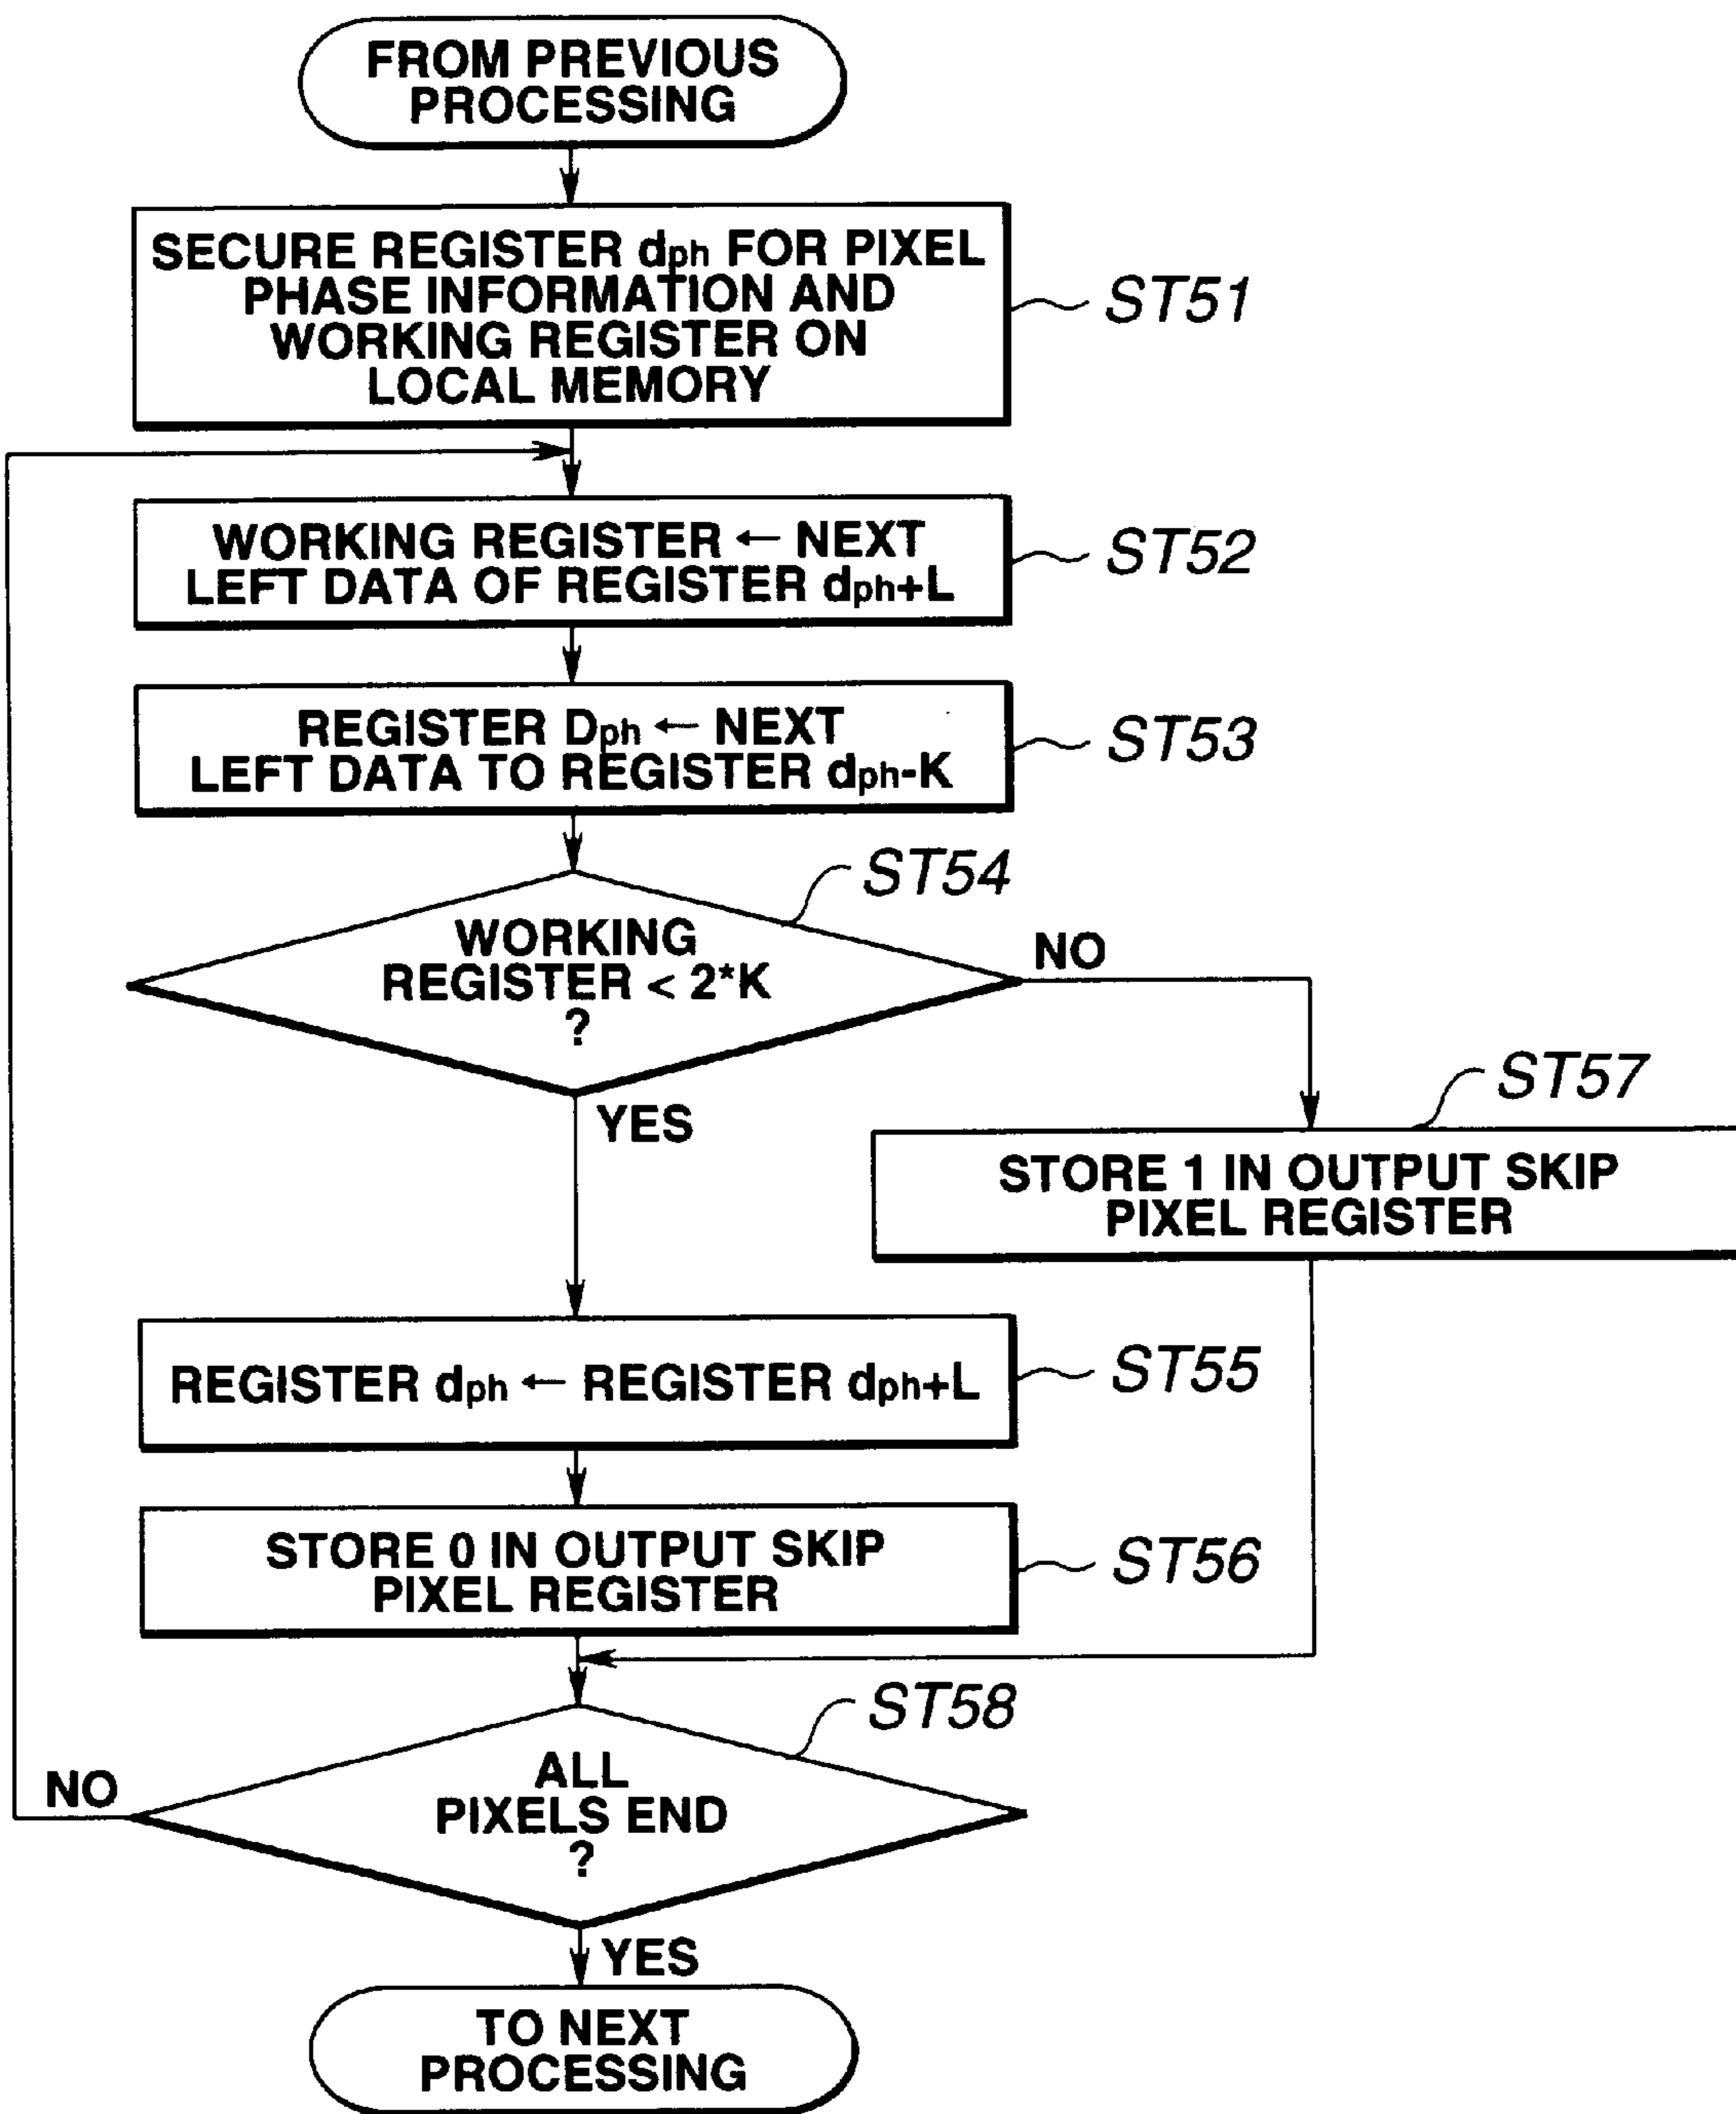 FROM PREVIOUS
PROCESSING
SECURE REGISTER dph FOR PIXEL
PHASE INFORMATION AND
WORKING REGISTER ON
LOCAL MEMORY
ST51
WORKING REGISTER ← NEXT
LEFT DATA OF REGISTER dph+L
ST52
REGISTER Dph ← NEXT
LEFT DATA TO REGISTER dph-K
ST53
ST54
WORKING
REGISTER < 2*K
?
NO
YES
ST57
STORE 1 IN OUTPUT SKIP
PIXEL REGISTER
REGISTER dph ← REGISTER dph+L
ST55
STORE 0 IN OUTPUT SKIP
PIXEL REGISTER
ST56
ST58
ALL
PIXELS END
?
NO
YES
TO NEXT
PROCESSING